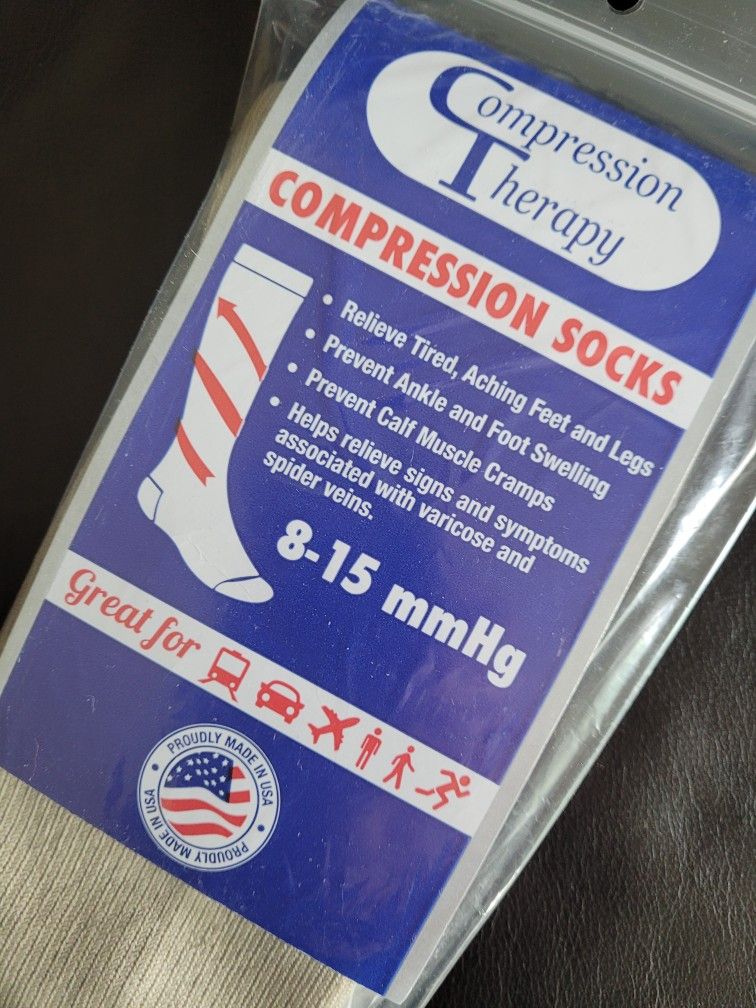 Compression
Therapy
COMPRESSION SOCKS
• Relieve Tired, Aching Feet and Legs
• Prevent Ankle and Foot Swelling
• Prevent Calf Muscle Cramps
• Helps relieve signs and symptoms
associated with varicose and
spider veins.
8-15 mmHg
Great for
PROUDLY MADE IN USA
PROUDLY MADE IN USA